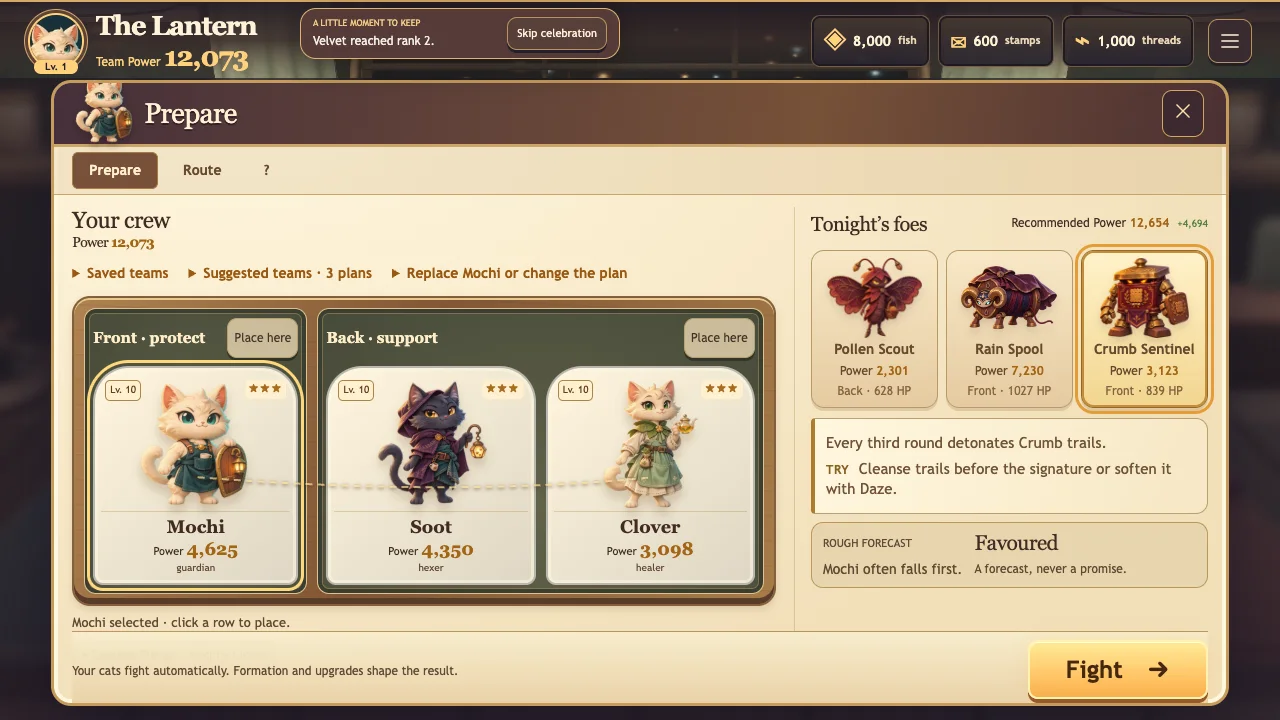 The Lantern
Team Power 12,073
Lv. 1
A LITTLE MOMENT TO KEEP
Velvet reached rank 2.
Skip celebration
8,000 fish
600 stamps
1,000 threads
Prepare
Prepare
Route
?
Your crew
Power 12,073
Saved teams
Suggested teams · 3 plans
Replace Mochi or change the plan
Front · protect
Place here
Back · support
Place here
Lv. 10
Mochi
Power 4,625
guardian
Lv. 10
Soot
Power 4,350
hexer
Lv. 10
Clover
Power 3,098
healer
Mochi selected · click a row to place.
Tonight's foes
Recommended Power 12,654 +4,694
Pollen Scout
Power 2,301
Back · 628 HP
Rain Spool
Power 7,230
Front · 1027 HP
Crumb Sentinel
Power 3,123
Front · 839 HP
Every third round detonates Crumb trails.
TRY Cleanse trails before the signature or soften it
with Daze.
ROUGH FORECAST
Favoured
Mochi often falls first.
A forecast, never a promise.
Your cats fight automatically. Formation and upgrades shape the result.
Fight →